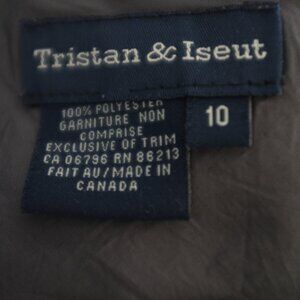 Tristan & Iseut
10
100% POLYESTER
GARNITURE NON
COMPRISE
EXCLUSIVE OF TRIM
CA 06796 RN 86213
FAIT AU/MADE IN
CANADA